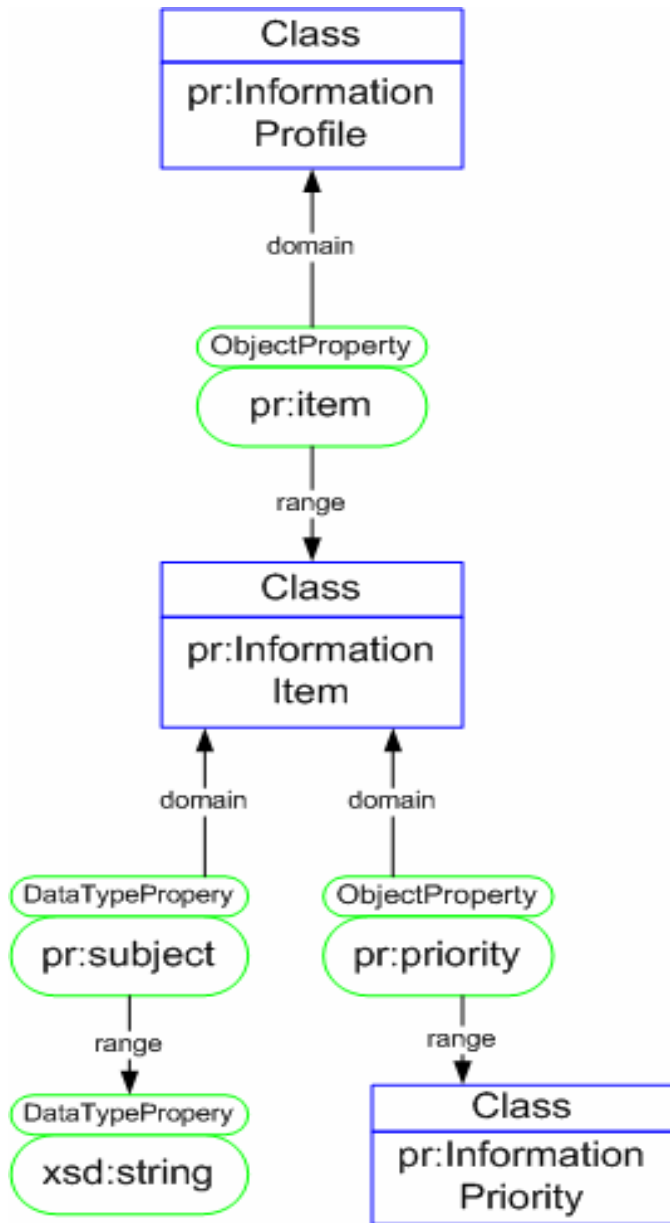 Class
pr:Information
Profile
domain
ObjectProperty
pr:item
range
Class
pr:Information
Item
domain
domain
DataTypePropery
ObjectProperty
pr:subject
pr:priority
range
range
DataTypePropery
xsd:string
Class
pr:Information
Priority